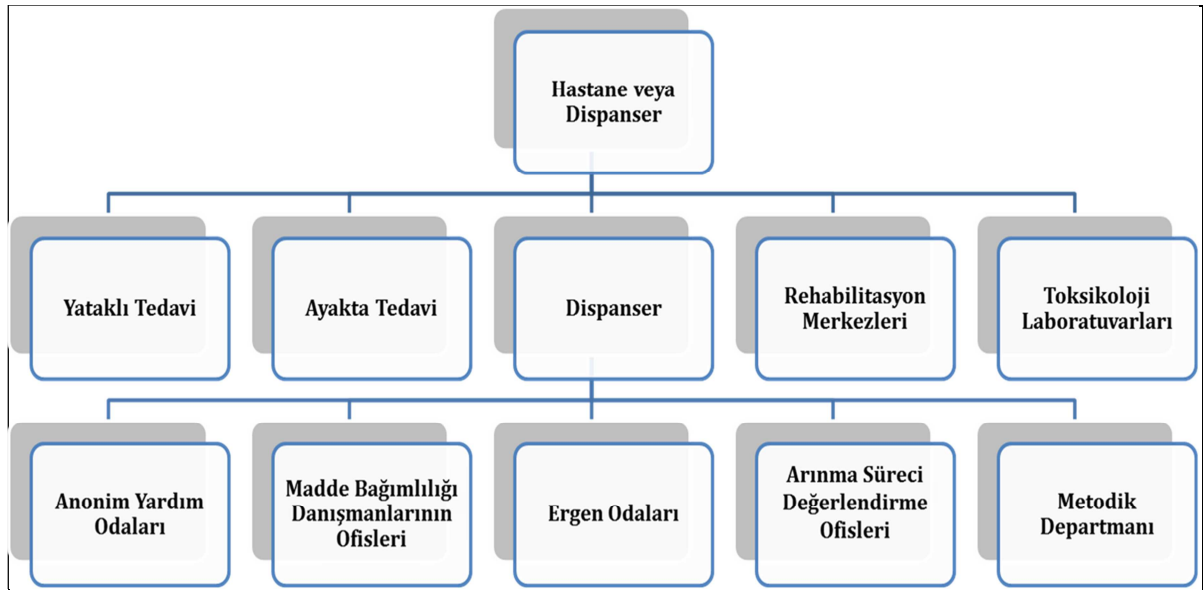 Hastane veya
Dispanser
Yataklı Tedavi
Ayakta Tedavi
Dispanser
Rehabilitasyon
Merkezleri
Toksikoloji
Laboratuvarları
Anonim Yardım
Odaları
Madde Bağımlılığı
Danışmanlarının
Ofisleri
Ergen Odaları
Arınma Süreci
Değerlendirme
Ofisleri
Metodik
Departmanı